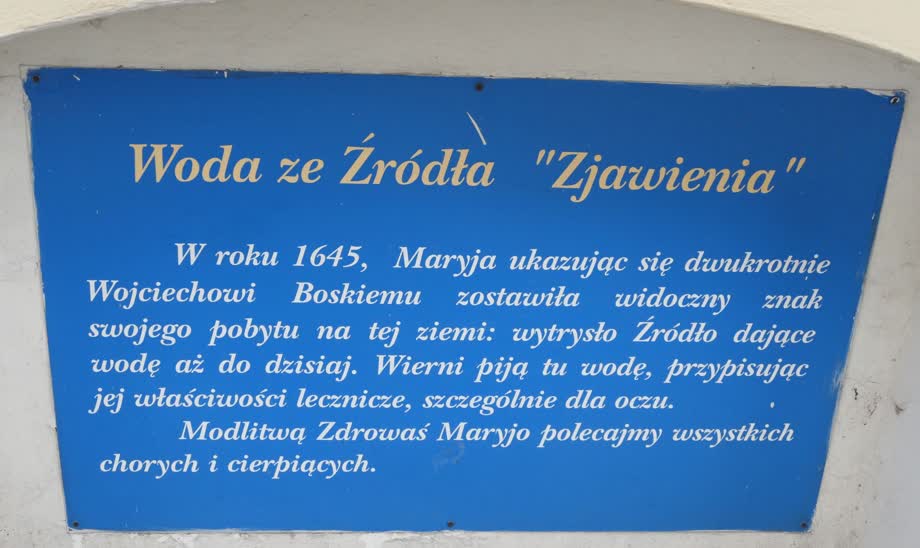 Woda ze Źródła "Zjawienia"
W roku 1645, Maryja ukazując się dwukrotnie
Wojciechowi Boskiemu zostawiła widoczny znak
swojego pobytu na tej ziemi: wytrysło Źródło dające
wodę aż do dzisiaj. Wierni piją tu wodę, przypisując
jej właściwości lecznicze, szczególnie dla oczu.
Modlitwą Zdrowaś Maryjo polecajmy wszystkich
chorych i cierpiących.